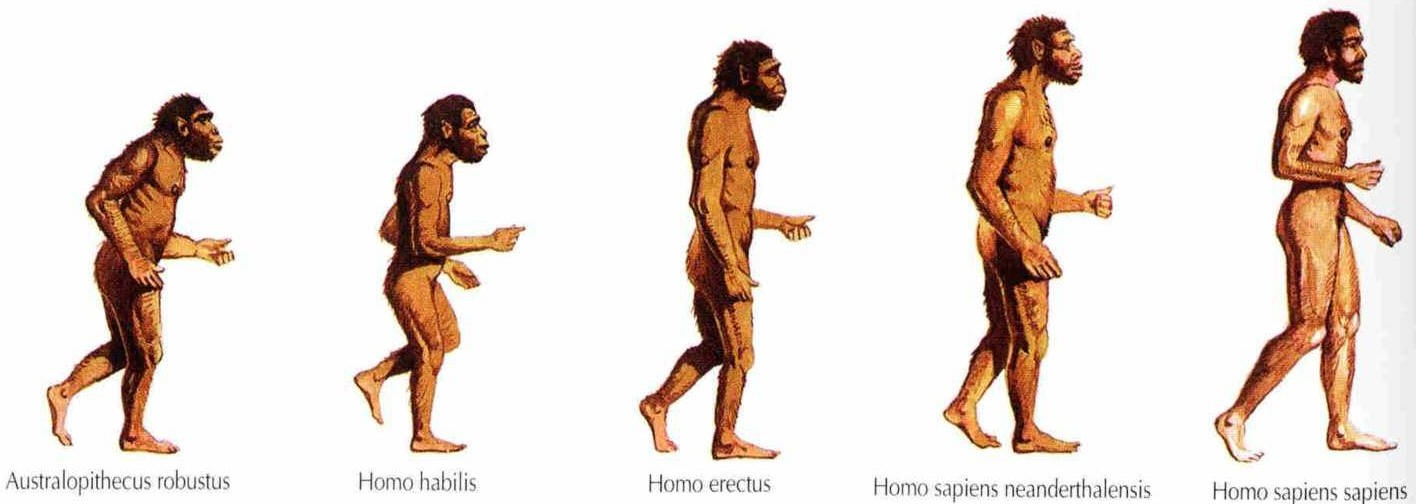 Australopithecus robustus
Homo habilis
Homo erectus
Homo sapiens neanderthalensis
Homo sapiens sapiens